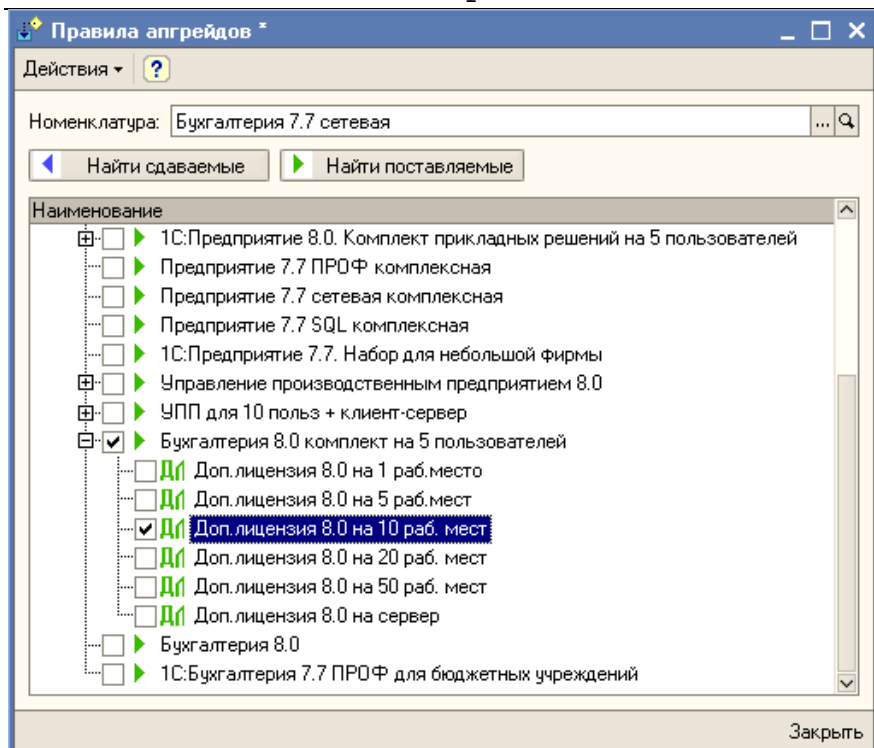 Правила апгрейдов *
Действия ?
Номенклатура: Бухгалтерия 7.7 сетевая ...
Найти сдаваемые Найти поставляемые
Наименование
1С:Предприятие 8.0. Комплект прикладных решений на 5 пользователей
Предприятие 7.7 ПРОФ комплексная
Предприятие 7.7 сетевая комплексная
Предприятие 7.7 SQL комплексная
1С:Предприятие 7.7. Набор для небольшой фирмы
Управление производственным предприятием 8.0
УПП для 10 польз + клиент-сервер
Бухгалтерия 8.0 комплект на 5 пользователей
ДЛ Доп.лицензия 8.0 на 1 раб.место
ДЛ Доп.лицензия 8.0 на 5 раб.мест
ДЛ Доп.лицензия 8.0 на 10 раб. мест
ДЛ Доп.лицензия 8.0 на 20 раб. мест
ДЛ Доп.лицензия 8.0 на 50 раб. мест
ДЛ Доп.лицензия 8.0 на сервер
Бухгалтерия 8.0
1С:Бухгалтерия 7.7 ПРОФ для бюджетных учреждений
Закрыть